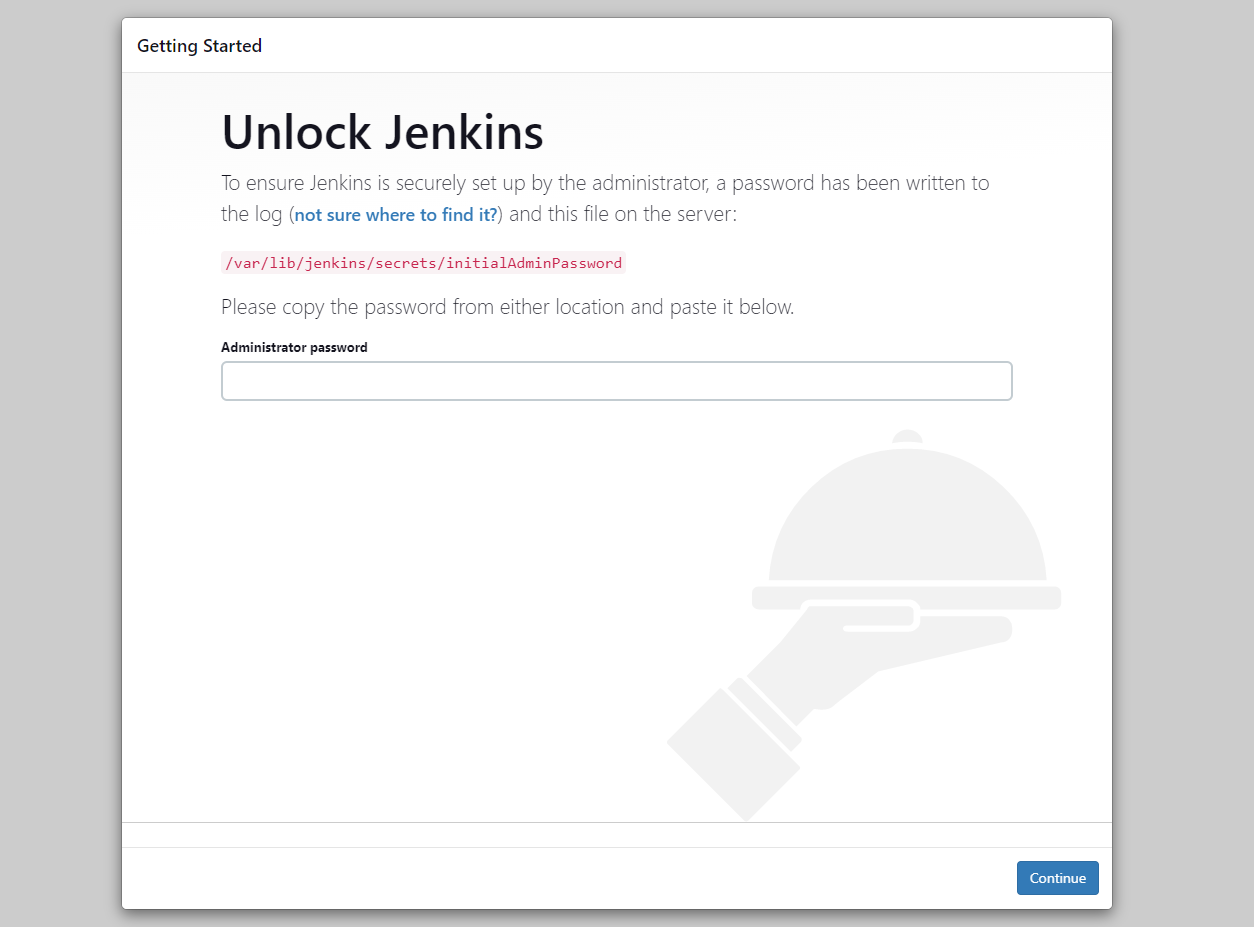 Getting Started
Unlock Jenkins
To ensure Jenkins is securely set up by the administrator, a password has been written to
the log (not sure where to find it?) and this file on the server:
/var/lib/jenkins/secrets/initialAdminPassword
Please copy the password from either location and paste it below.
Administrator password
Continue